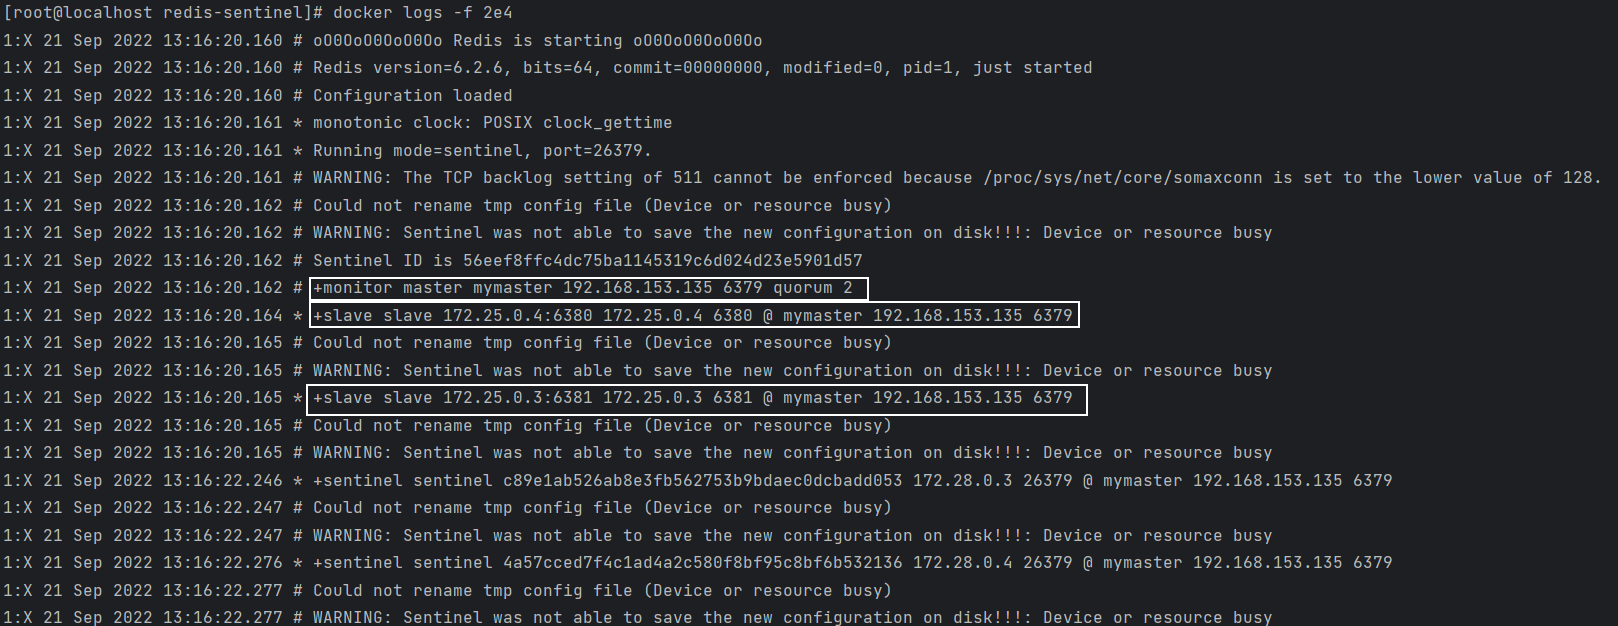 [root@localhost redis-sentinel]# docker logs -f 2e4
1:X 21 Sep 2022 13:16:20.160 # oO0OoO0OoO0Oo Redis is starting oO0OoO0OoO0Oo
1:X 21 Sep 2022 13:16:20.160 # Redis version=6.2.6, bits=64, commit=00000000, modified=0, pid=1, just started
1:X 21 Sep 2022 13:16:20.160 # Configuration loaded
1:X 21 Sep 2022 13:16:20.161 * monotonic clock: POSIX clock_gettime
1:X 21 Sep 2022 13:16:20.161 * Running mode=sentinel, port=26379.
1:X 21 Sep 2022 13:16:20.161 # WARNING: The TCP backlog setting of 511 cannot be enforced because /proc/sys/net/core/somaxconn is set to the lower value of 128.
1:X 21 Sep 2022 13:16:20.162 # Could not rename tmp config file (Device or resource busy)
1:X 21 Sep 2022 13:16:20.162 # WARNING: Sentinel was not able to save the new configuration on disk!!!: Device or resource busy
1:X 21 Sep 2022 13:16:20.162 # Sentinel ID is 56eef8ffc4dc75ba1145319c6d024d23e5901d57
1:X 21 Sep 2022 13:16:20.162 # +monitor master mymaster 192.168.153.135 6379 quorum 2
1:X 21 Sep 2022 13:16:20.164 * +slave slave 172.25.0.4:6380 172.25.0.4 6380 @ mymaster 192.168.153.135 6379
1:X 21 Sep 2022 13:16:20.165 # Could not rename tmp config file (Device or resource busy)
1:X 21 Sep 2022 13:16:20.165 # WARNING: Sentinel was not able to save the new configuration on disk!!!: Device or resource busy
1:X 21 Sep 2022 13:16:20.165 * +slave slave 172.25.0.3:6381 172.25.0.3 6381 @ mymaster 192.168.153.135 6379
1:X 21 Sep 2022 13:16:20.165 # Could not rename tmp config file (Device or resource busy)
1:X 21 Sep 2022 13:16:20.165 # WARNING: Sentinel was not able to save the new configuration on disk!!!: Device or resource busy
1:X 21 Sep 2022 13:16:22.246 * +sentinel sentinel c89e1ab526ab8e3fb562753b9bdaec0dcbadd053 172.28.0.3 26379 @ mymaster 192.168.153.135 6379
1:X 21 Sep 2022 13:16:22.247 # Could not rename tmp config file (Device or resource busy)
1:X 21 Sep 2022 13:16:22.247 # WARNING: Sentinel was not able to save the new configuration on disk!!!: Device or resource busy
1:X 21 Sep 2022 13:16:22.276 * +sentinel sentinel 4a57cced7f4c1ad4a2c580f8bf95c8bf6b532136 172.28.0.4 26379 @ mymaster 192.168.153.135 6379
1:X 21 Sep 2022 13:16:22.277 # Could not rename tmp config file (Device or resource busy)
1:X 21 Sep 2022 13:16:22.277 # WARNING: Sentinel was not able to save the new configuration on disk!!!: Device or resource busy